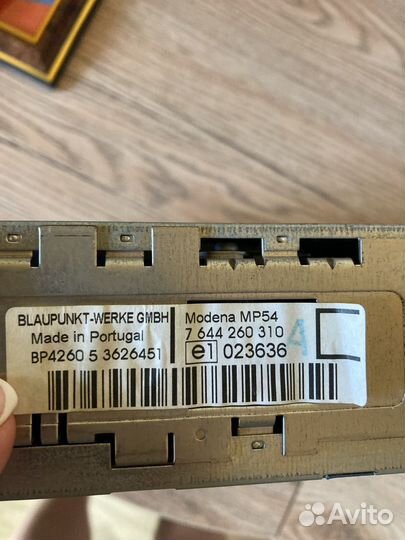 BLAUPUNKT-WERKE GMBH
Made in Portugal
BP4260 5 3626451
Modena MP54
7 644 260 310
e1 023636
A
Avito